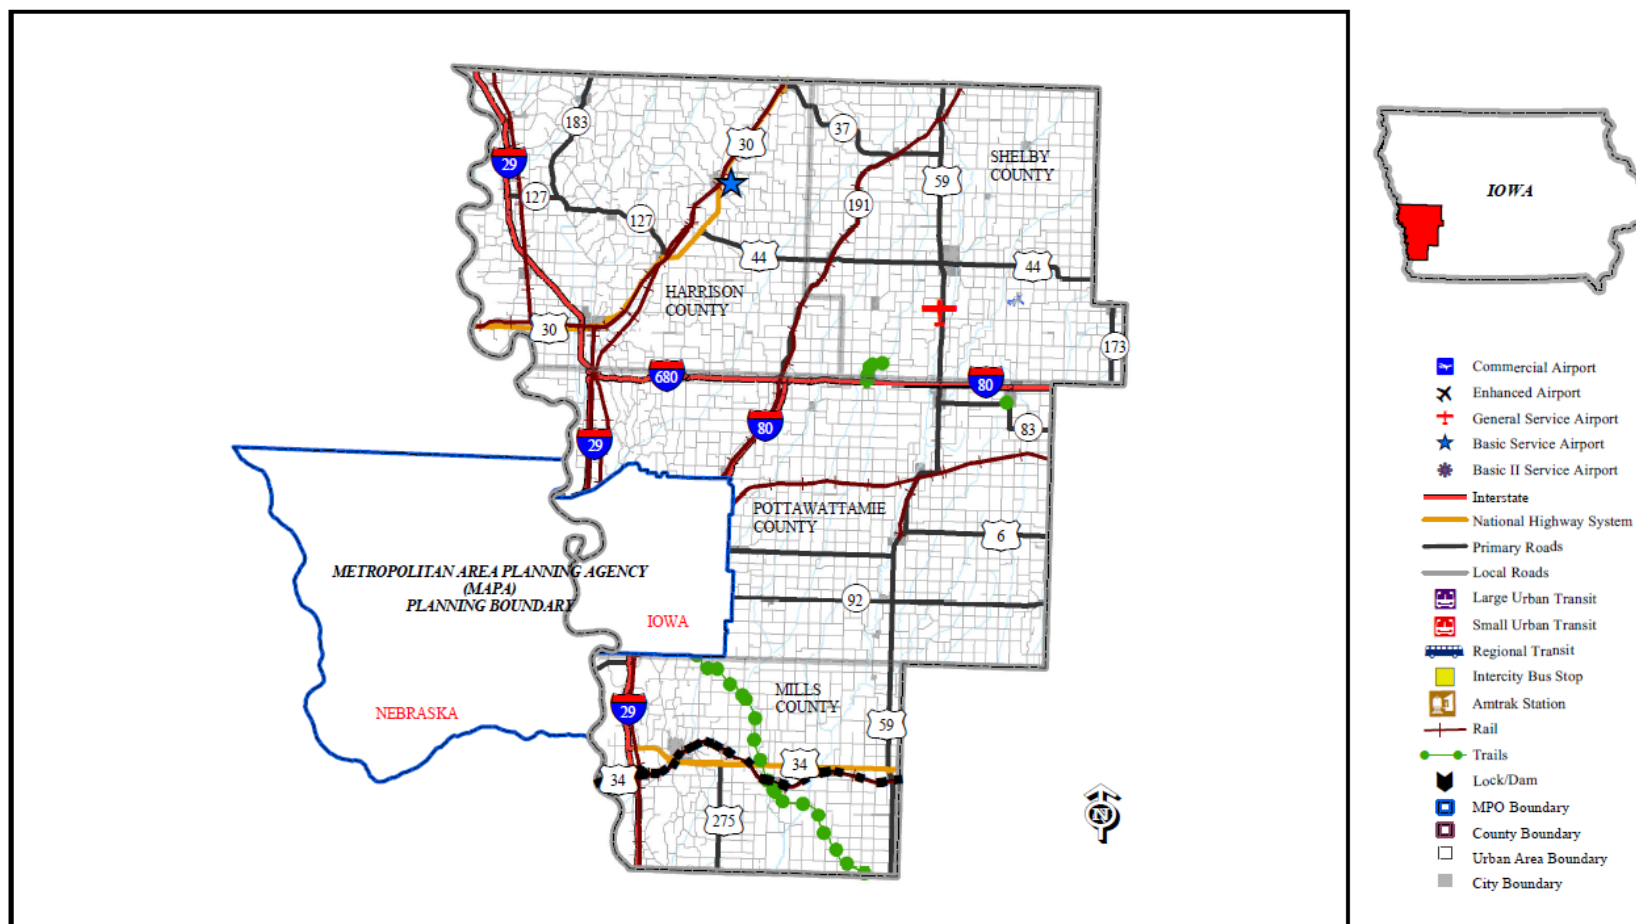 183
30
37
29
SHELBY
COUNTY
59
127
191
127
44
44
HARRISON
COUNTY
30
173
680
80
80
83
29
POTTAWATTAMIE
COUNTY
6
METROPOLITAN AREA PLANNING AGENCY
(MAPA)
PLANNING BOUNDARY
92
IOWA
MILLS
COUNTY
29
NEBRASKA
59
34
34
275
N
IOWA
Commercial Airport
Enhanced Airport
General Service Airport
Basic Service Airport
Basic II Service Airport
Interstate
National Highway System
Primary Roads
Local Roads
Large Urban Transit
Small Urban Transit
Regional Transit
Intercity Bus Stop
Amtrak Station
Rail
Trails
Lock/Dam
MPO Boundary
County Boundary
Urban Area Boundary
City Boundary